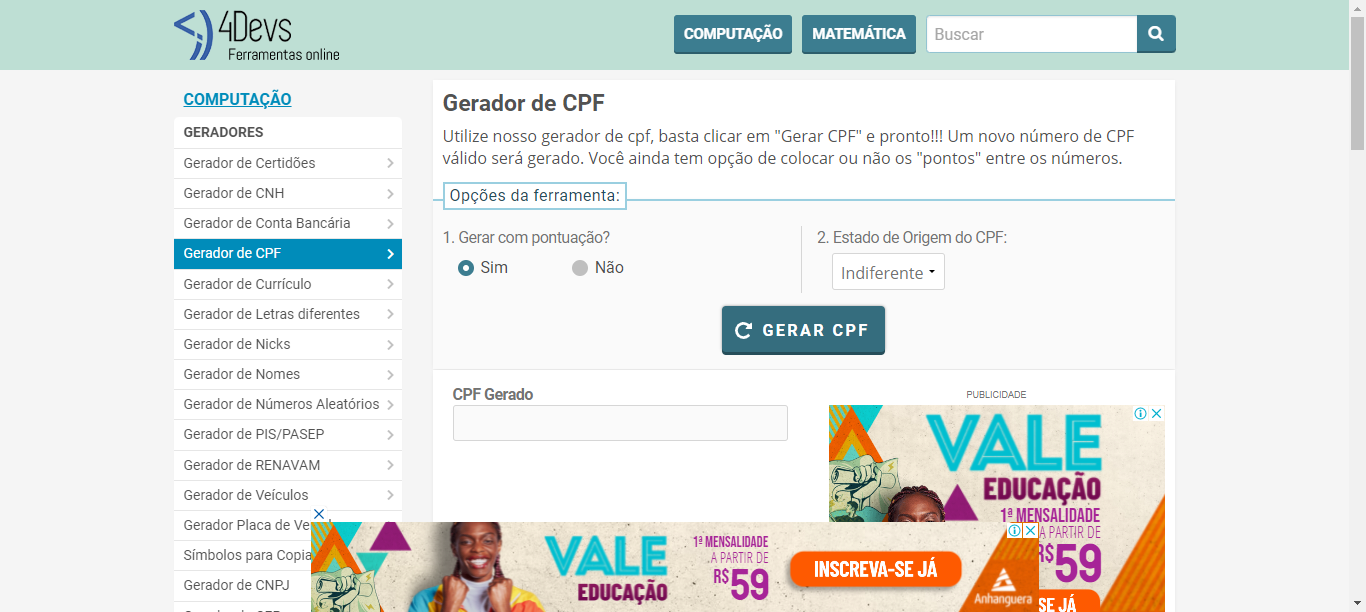 4Devs
Ferramentas online
COMPUTAÇÃO
MATEMÁTICA
Buscar
COMPUTAÇÃO
GERADORES
Gerador de Certidões
Gerador de CNH
Gerador de Conta Bancária
Gerador de CPF
Gerador de Currículo
Gerador de Letras diferentes
Gerador de Nicks
Gerador de Nomes
Gerador de Números Aleatórios
Gerador de PIS/PASEP
Gerador de RENAVAM
Gerador de Veículos
Gerador Placa de Ve
Símbolos para Copia
Gerador de CNPJ
Gerador de CPF
Utilize nosso gerador de cpf, basta clicar em "Gerar CPF" e pronto!!! Um novo número de CPF
válido será gerado. Você ainda tem opção de colocar ou não os "pontos" entre os números.
Opções da ferramenta:
1. Gerar com pontuação?
Sim
Não
2. Estado de Origem do CPF:
Indiferente
GERAR CPF
CPF Gerado
PUBLICIDADE
VALE
EDUCAÇÃO
1ª MENSALIDADE
A PARTIR DE
R$59
SE JÁ
VALE
EDUCAÇÃO
1ª MENSALIDADE
A PARTIR DE
R$59
INSCREVA-SE JÁ
Anhanguera